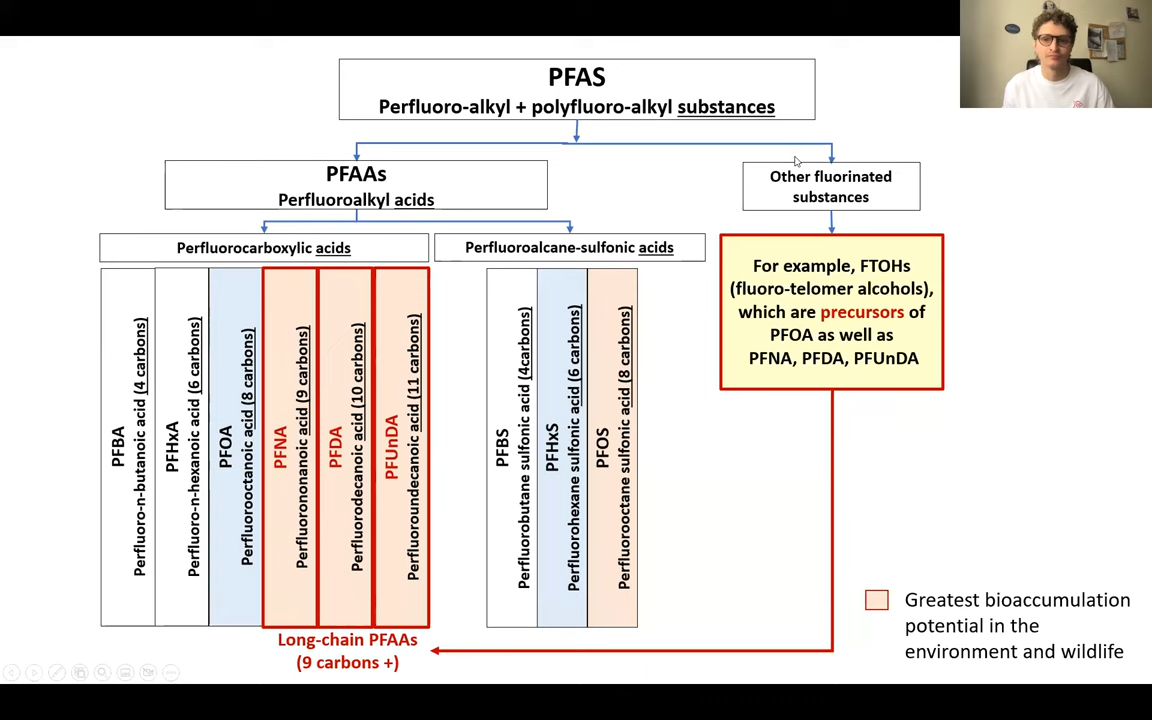 PFAS
Perfluoro-alkyl + polyfluoro-alkyl substances
PFAAs
Perfluoroalkyl acids
Other fluorinated
substances
Perfluorocarboxylic acids
Perfluoroalcane-sulfonic acids
For example, FTOHs
(fluoro-telomer alcohols),
which are precursors of
PFOA as well as
PFNA, PFDA, PFUnDA
PFBA
Perfluoro-n-butanoic acid (4 carbons)
PFHxA
Perfluoro-n-hexanoic acid (6 carbons)
PFOA
Perfluorooctanoic acid (8 carbons)
PFNA
Perfluorononanoic acid (9 carbons)
PFDA
Perfluorodecanoic acid (10 carbons)
PFUnDA
Perfluoroundecanoic acid (11 carbons)
PFBS
Perfluorobutane sulfonic acid (4carbons)
PFHxS
Perfluorohexane sulfonic acid (6 carbons)
PFOS
Perfluorooctane sulfonic acid (8 carbons)
Long-chain PFAAs
(9 carbons +)
Greatest bioaccumulation
potential in the
environment and wildlife